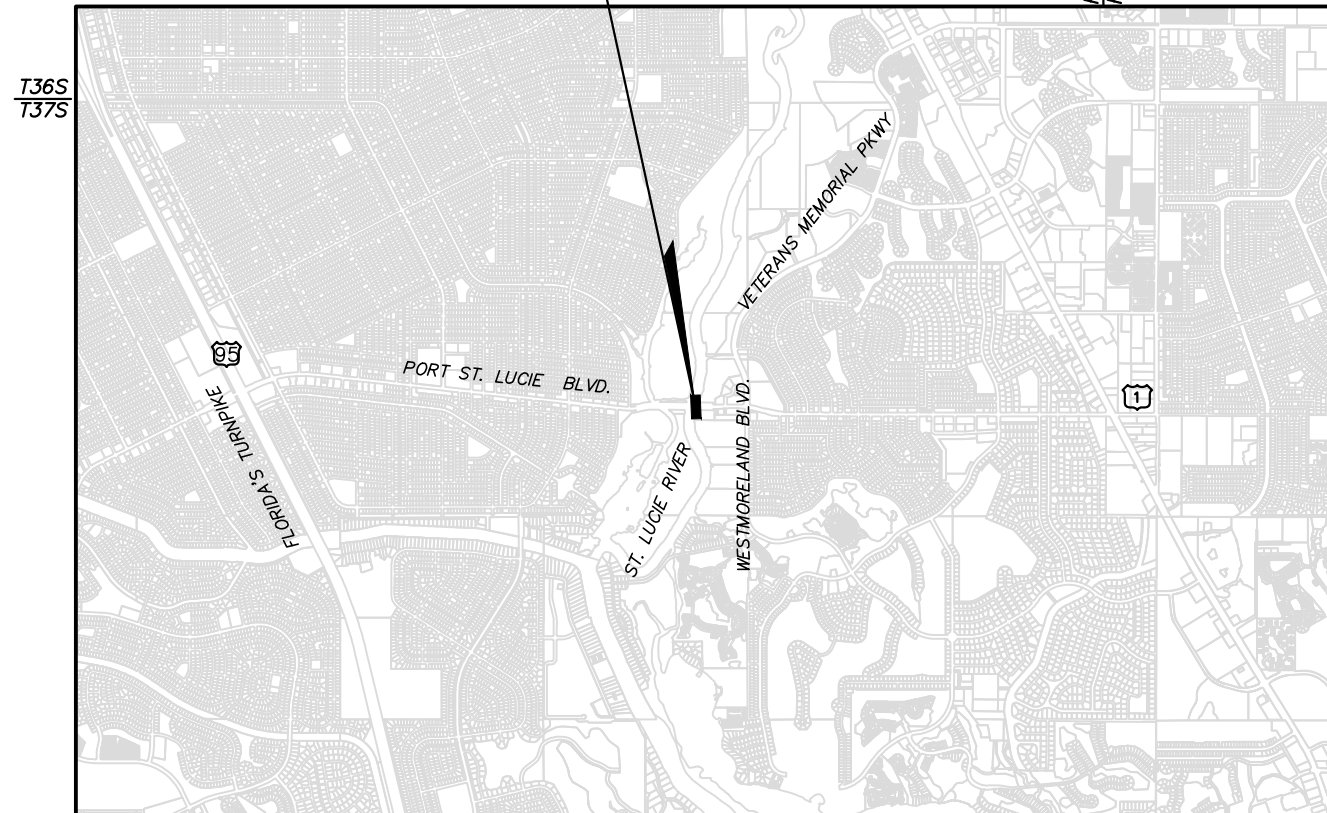 T36S
T37S
VETERANS MEMORIAL PKWY
95
PORT ST. LUCIE BLVD.
1
FLORIDA'S TURNPIKE
ST. LUCIE RIVER
WESTMORELAND BLVD.